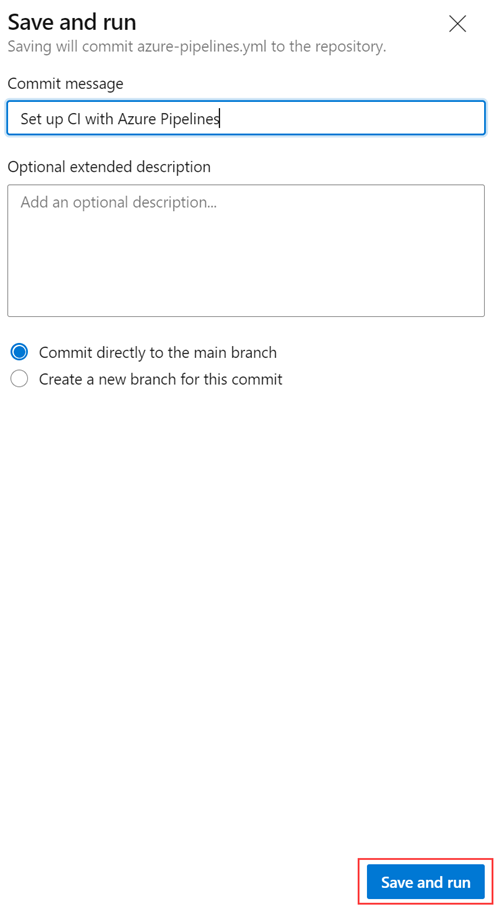 Save and run
Saving will commit azure-pipelines.yml to the repository.
Commit message
Set up CI with Azure Pipelines
Optional extended description
Add an optional description...
Commit directly to the main branch
Create a new branch for this commit
Save and run